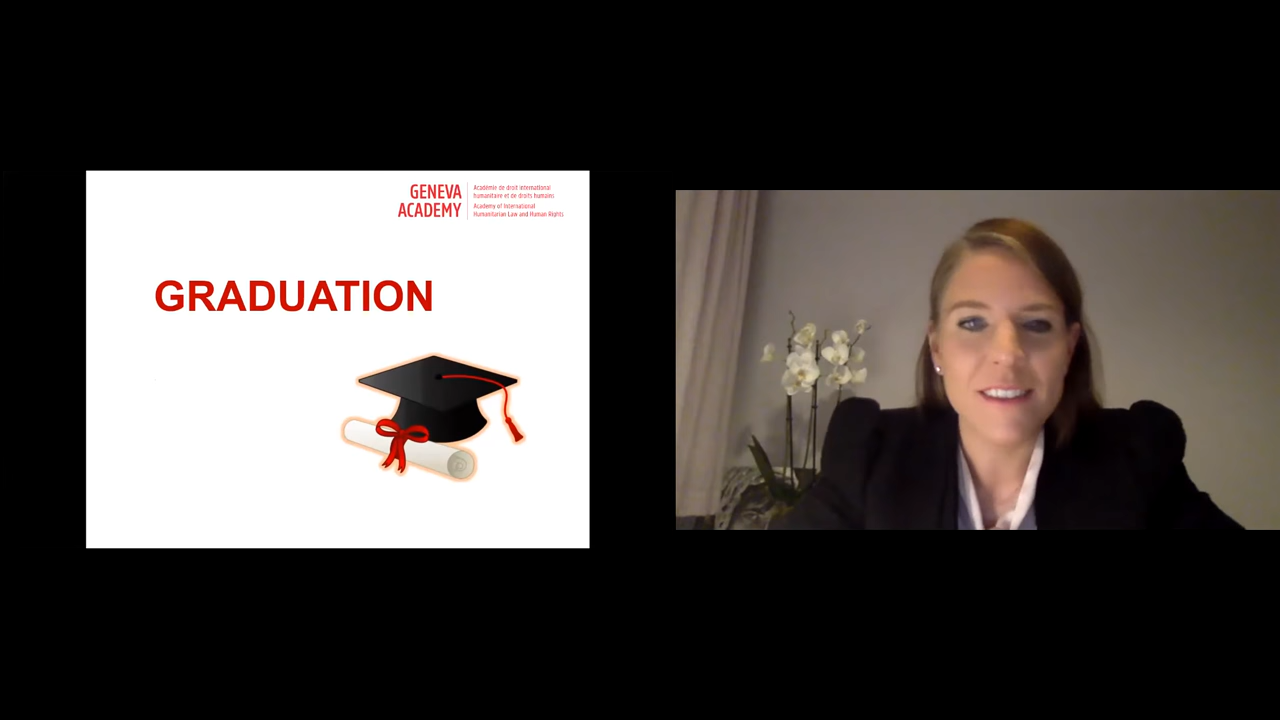 GENEVA
ACADEMY
Académie de droit international
humanitaire et de droits humains
Academy of International
Humanitarian Law and Human Rights
GRADUATION